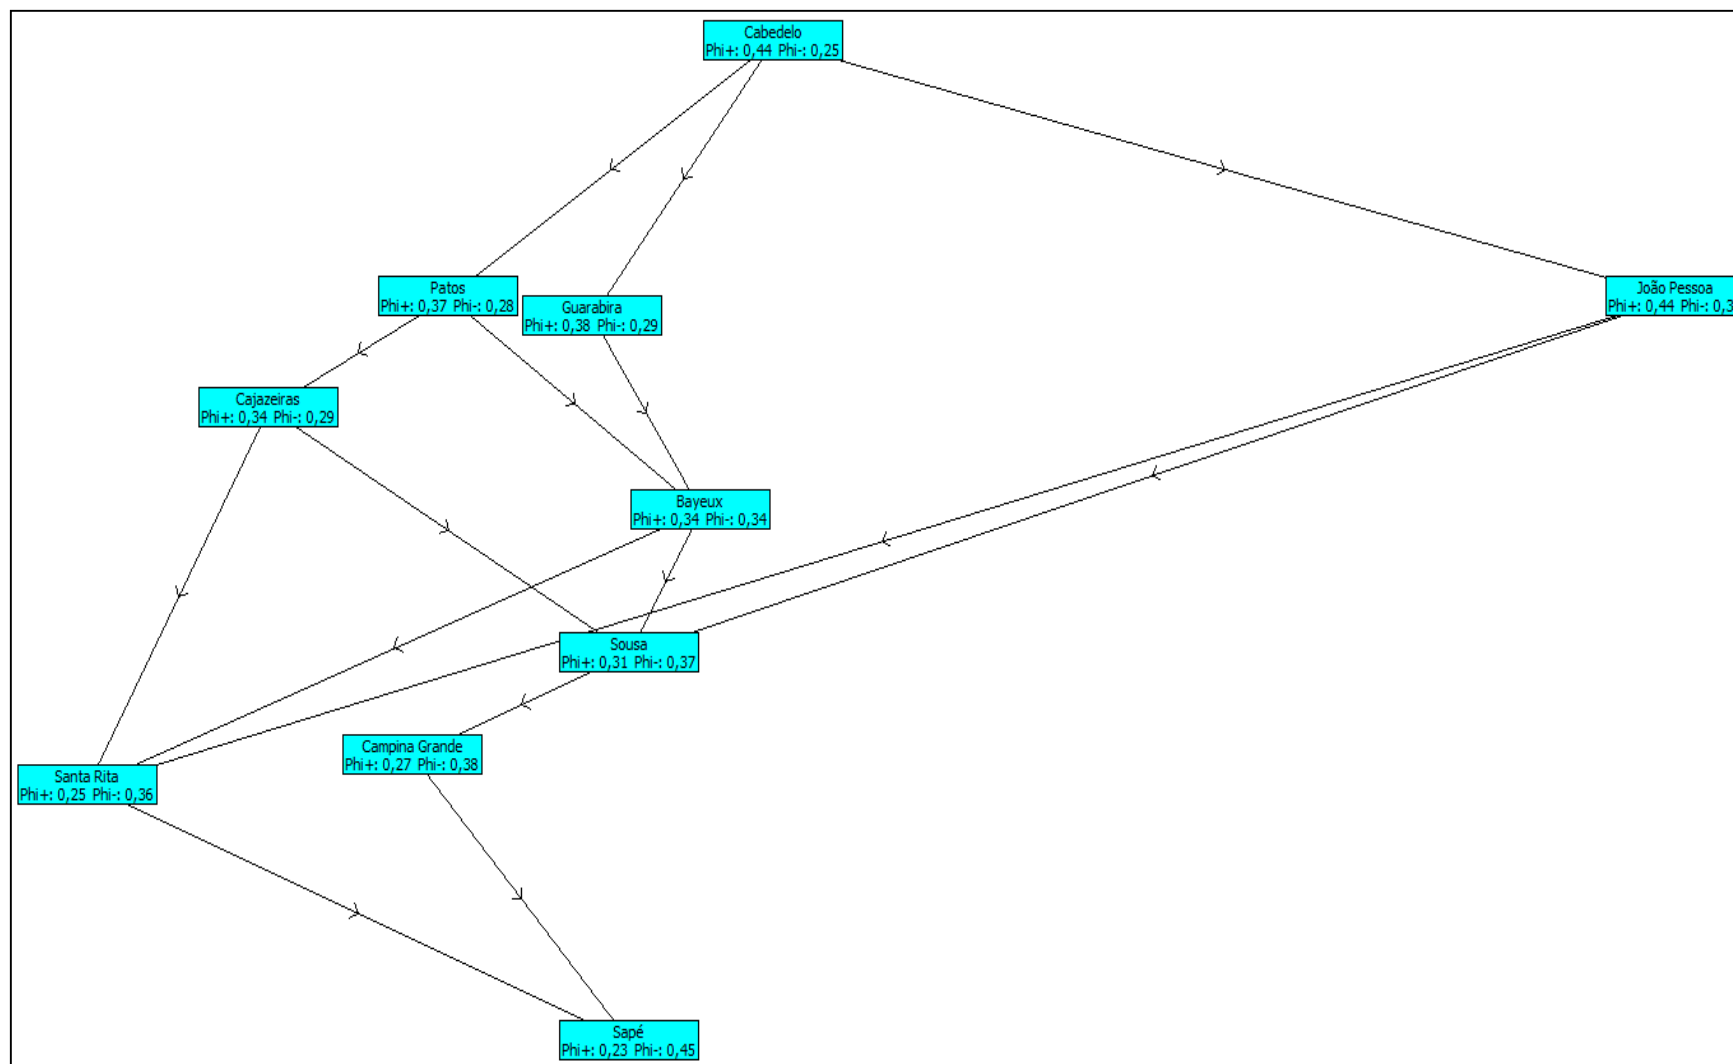 Cabedelo
Phi+: 0,44 Phi-: 0,25
Patos
Phi+: 0,37 Phi-: 0,28
Guarabira
Phi+: 0,38 Phi-: 0,29
João Pessoa
Phi+: 0,44 Phi-: 0,3
Cajazeiras
Phi+: 0,34 Phi-: 0,29
Bayeux
Phi+: 0,34 Phi-: 0,34
Sousa
Phi+: 0,31 Phi-: 0,37
Campina Grande
Phi+: 0,27 Phi-: 0,38
Santa Rita
Phi+: 0,25 Phi-: 0,36
Sapé
Phi+: 0,23 Phi-: 0,45